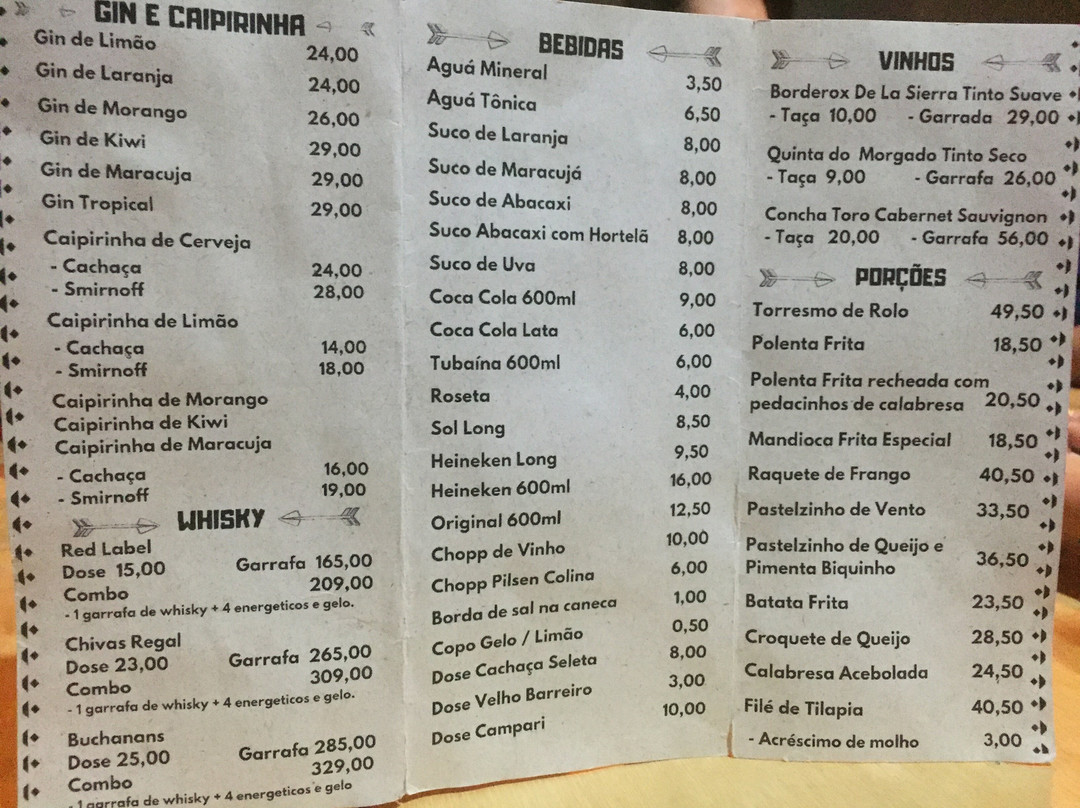 GIN E CAIPIRINHA
Gin de Limão 24,00
Gin de Laranja 24,00
Gin de Morango 26,00
Gin de Kiwi 29,00
Gin de Maracuja 29,00
Gin Tropical 29,00
Caipirinha de Cerveja
- Cachaça 24,00
- Smirnoff 28,00
Caipirinha de Limão
- Cachaça 14,00
- Smirnoff 18,00
Caipirinha de Morango
Caipirinha de Kiwi
Caipirinha de Maracuja
- Cachaça 16,00
- Smirnoff 19,00
WHISKY
Red Label
Dose 15,00 Garrafa 165,00
Combo 209,00
- 1 garrafa de whisky + 4 energeticos e gelo.
Chivas Regal
Dose 23,00 Garrafa 265,00
Combo 309,00
- 1 garrafa de whisky + 4 energeticos e gelo.
Buchanans
Dose 25,00 Garrafa 285,00
Combo 329,00
- 1 garrafa de whisky + 4 energeticos e gelo
BEBIDAS
Aguá Mineral 3,50
Aguá Tônica 6,50
Suco de Laranja 8,00
Suco de Maracujá 8,00
Suco de Abacaxi 8,00
Suco Abacaxi com Hortelã 8,00
Suco de Uva 8,00
Coca Cola 600ml 9,00
Coca Cola Lata 6,00
Tubaína 600ml 6,00
Roseta 4,00
Sol Long 8,50
Heineken Long 9,50
Heineken 600ml 16,00
Original 600ml 12,50
Chopp de Vinho 10,00
Chopp Pilsen Colina 6,00
Borda de sal na caneca 1,00
Copo Gelo / Limão 0,50
Dose Cachaça Seleta 8,00
Dose Velho Barreiro 3,00
Dose Campari 10,00
VINHOS
Borderox De La Sierra Tinto Suave
- Taça 10,00 - Garrada 29,00
Quinta do Morgado Tinto Seco
- Taça 9,00 - Garrafa 26,00
Concha Toro Cabernet Sauvignon
- Taça 20,00 - Garrafa 56,00
PORÇÕES
Torresmo de Rolo 49,50
Polenta Frita 18,50
Polenta Frita recheada com
pedacinhos de calabresa 20,50
Mandioca Frita Especial 18,50
Raquete de Frango 40,50
Pastelzinho de Vento 33,50
Pastelzinho de Queijo e
Pimenta Biquinho 36,50
Batata Frita 23,50
Croquete de Queijo 28,50
Calabresa Acebolada 24,50
Filé de Tilapia 40,50
- Acréscimo de molho 3,00